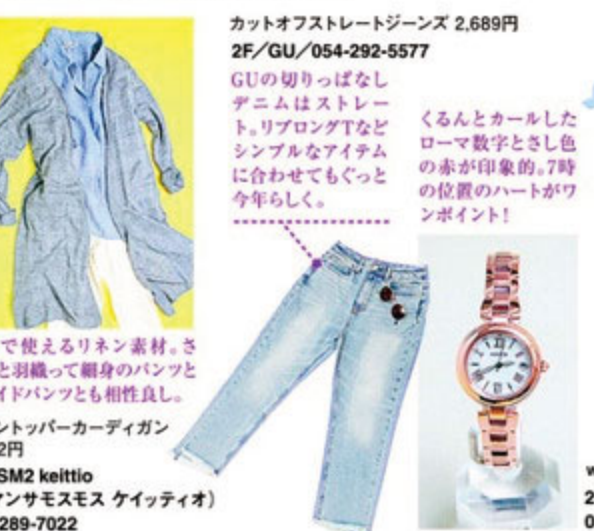 カットオフストレートジーンズ 2,689円
2F／GU／054-292-5577
GUの切りっぱなし
デニムはストレー
ト。リブロングTなど
シンプルなアイテム
に合わせてもぐっと
今年らしく。
くるんとカールした
ローマ数字とさし色
の赤が印象的。7時
の位置のハートがワ
ンポイント！
で使えるリネン素材。さ
と羽織って細身のパンツと
イドパンツとも相性良し。
ントッパーカーディガン
2円
SM2 keittio
マンサモスモス ケイッティオ）
289-7022
w
2
0